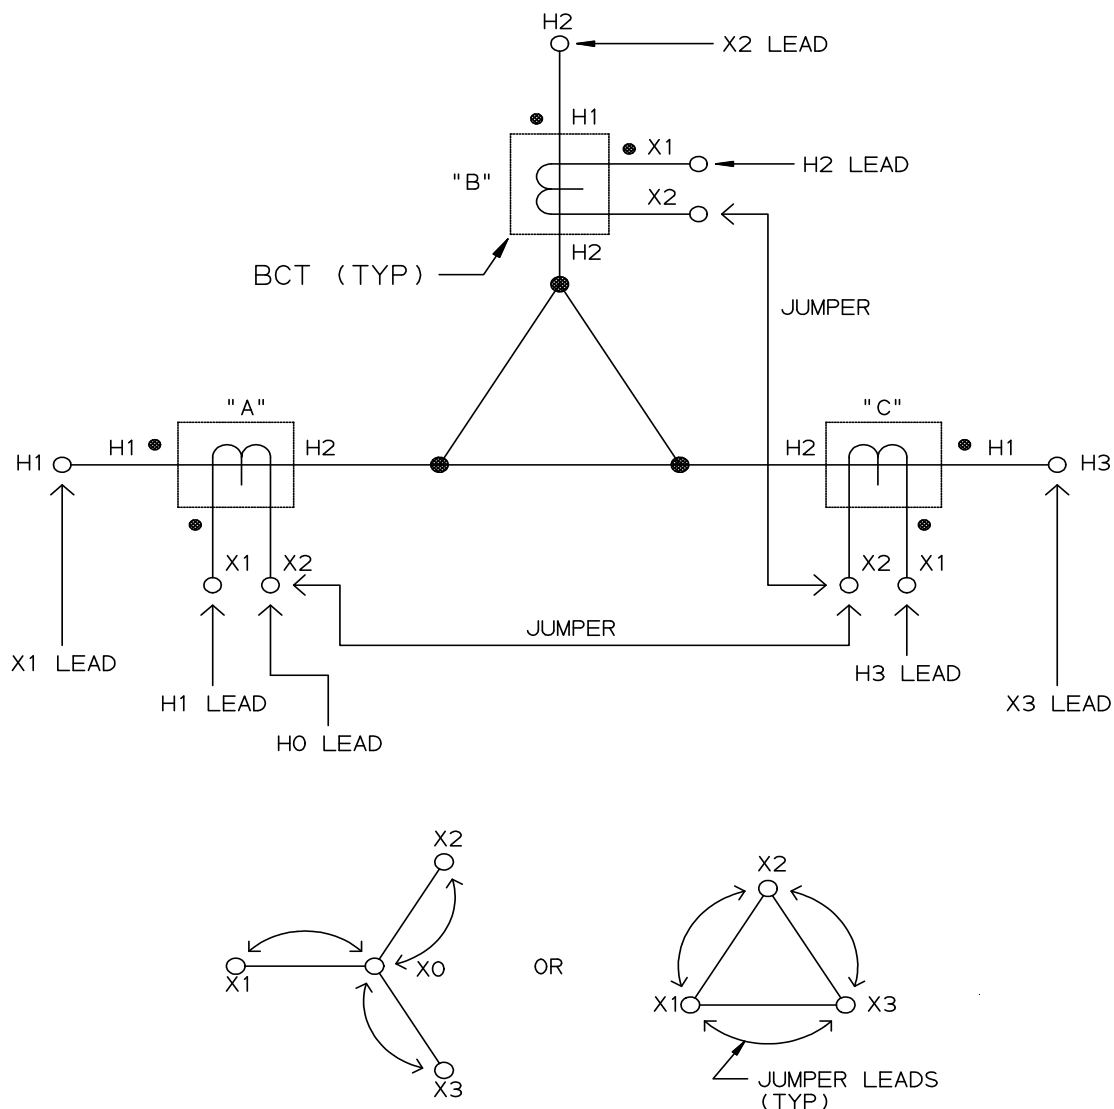 H2
X2 LEAD
H1
X1
H2 LEAD
"B"
X2
H2
BCT (TYP)
JUMPER
"A"
"C"
H1
H1
H2
H2
H1
H3
X1
X2
X2
X1
JUMPER
X1 LEAD
H3 LEAD
H1 LEAD
X3 LEAD
H0 LEAD
X2
X2
X0
OR
X1
X1
X3
X3
JUMPER LEADS
(TYP)